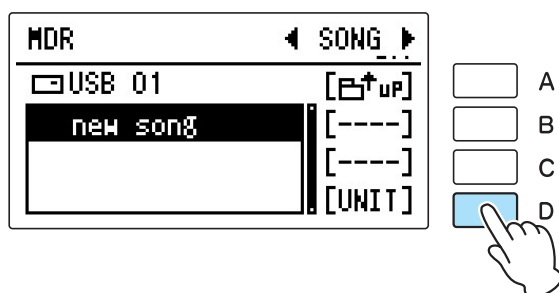 MDR ◀ SONG ▶
USB 01 [UP]
new song [----]
[----]
[UNIT]
A
B
C
D